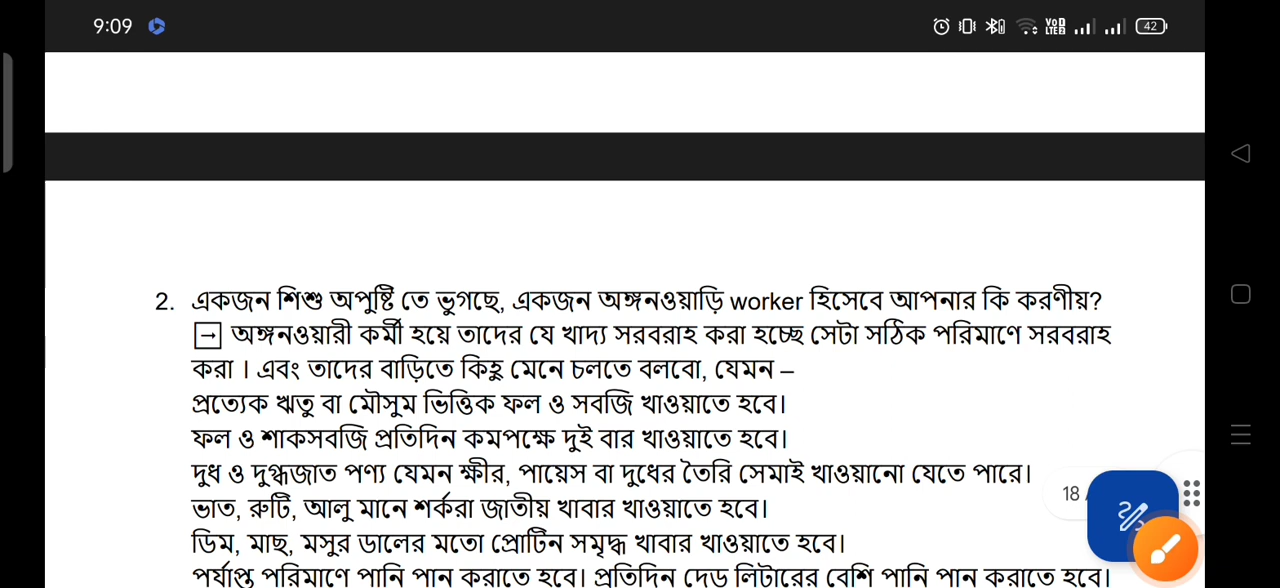 9:09
VoD LTE2 42
2. একজন শিশু অপুষ্টি তে ভুগছে, একজন অঙ্গনওয়াড়ি worker হিসেবে আপনার কি করণীয়?
→ অঙ্গনওয়ারী কর্মী হয়ে তাদের যে খাদ্য সরবরাহ করা হচ্ছে সেটা সঠিক পরিমাণে সরবরাহ
করা । এবং তাদের বাড়িতে কিছু মেনে চলতে বলবো, যেমন –
প্রত্যেক ঋতু বা মৌসুম ভিত্তিক ফল ও সবজি খাওয়াতে হবে।
ফল ও শাকসবজি প্রতিদিন কমপক্ষে দুই বার খাওয়াতে হবে।
দুধ ও দুগ্ধজাত পণ্য যেমন ক্ষীর, পায়েস বা দুধের তৈরি সেমাই খাওয়ানো যেতে পারে।
18 /
ভাত, রুটি, আলু মানে শর্করা জাতীয় খাবার খাওয়াতে হবে।
ডিম, মাছ, মসুর ডালের মতো প্রোটিন সমৃদ্ধ খাবার খাওয়াতে হবে।
পর্যাপ্ত পরিমাণে পানি পান করাতে হবে। প্রতিদিন দেড় লিটারের বেশি পানি পান করাতে হবে।